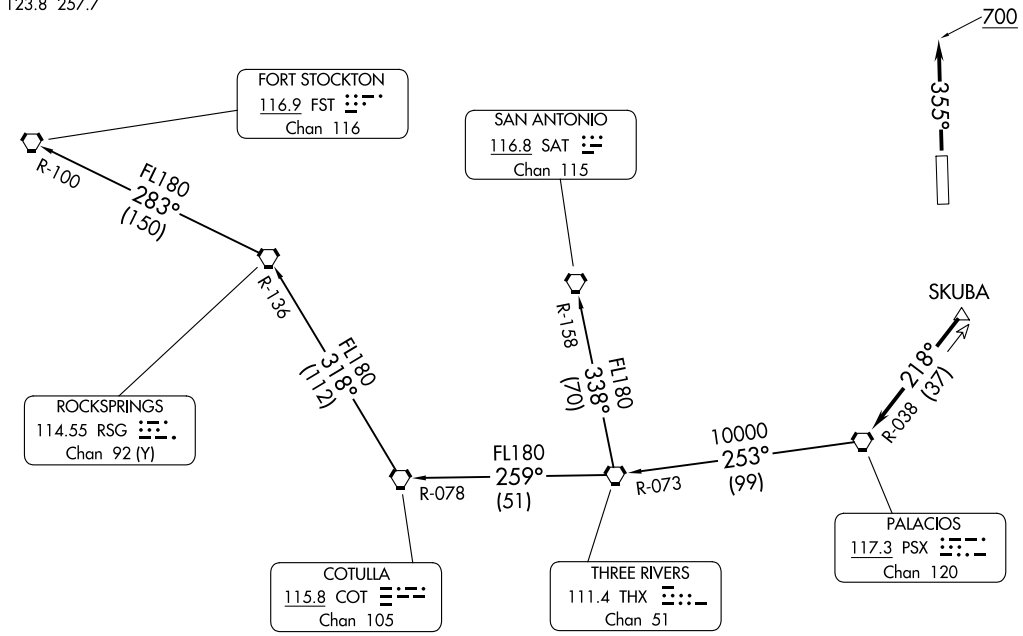 123.8 257.7
700
355°
FORT STOCKTON
116.9 FST
Chan 116
SAN ANTONIO
116.8 SAT
Chan 115
R-100
FL180
283°
(150)
R-136
R-158
SKUBA
FL180
318°
(112)
FL180
338°
(70)
218°
(37)
R-038
ROCKSPRINGS
114.55 RSG
Chan 92 (Y)
10000
253°
(99)
R-073
FL180
259°
(51)
R-078
PALACIOS
117.3 PSX
Chan 120
COTULLA
115.8 COT
Chan 105
THREE RIVERS
111.4 THX
Chan 51